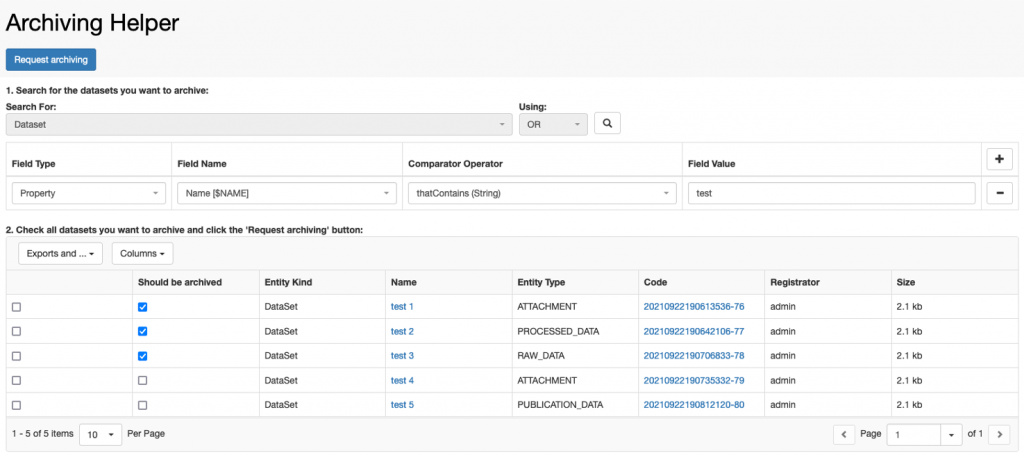 Archiving Helper
Request archiving
1. Search for the datasets you want to archive:
Search For: Using:
Dataset OR
Field Type Field Name Comparator Operator Field Value
Property Name [$NAME] thatContains (String) test
2. Check all datasets you want to archive and click the 'Request archiving' button:
Exports and ... Columns
Should be archived Entity Kind Name Entity Type Code Registrator Size
DataSet test 1 ATTACHMENT 20210922190613536-76 admin 2.1 kb
DataSet test 2 PROCESSED_DATA 20210922190642106-77 admin 2.1 kb
DataSet test 3 RAW_DATA 20210922190706833-78 admin 2.1 kb
DataSet test 4 ATTACHMENT 20210922190735332-79 admin 2.1 kb
DataSet test 5 PUBLICATION_DATA 20210922190812120-80 admin 2.1 kb
1 - 5 of 5 items 10 Per Page Page 1 of 1